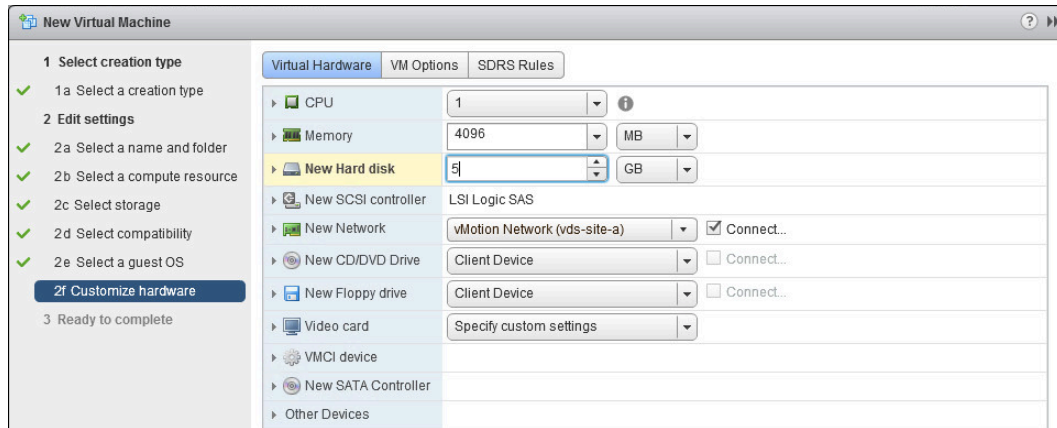 New Virtual Machine
?
1 Select creation type
1a Select a creation type
2 Edit settings
2a Select a name and folder
2b Select a compute resource
2c Select storage
2d Select compatibility
2e Select a guest OS
2f Customize hardware
3 Ready to complete
Virtual Hardware VM Options SDRS Rules
CPU 1
Memory 4096 MB
New Hard disk 5 GB
New SCSI controller LSI Logic SAS
New Network vMotion Network (vds-site-a) Connect...
New CD/DVD Drive Client Device Connect...
New Floppy drive Client Device Connect...
Video card Specify custom settings
VMCI device
New SATA Controller
Other Devices